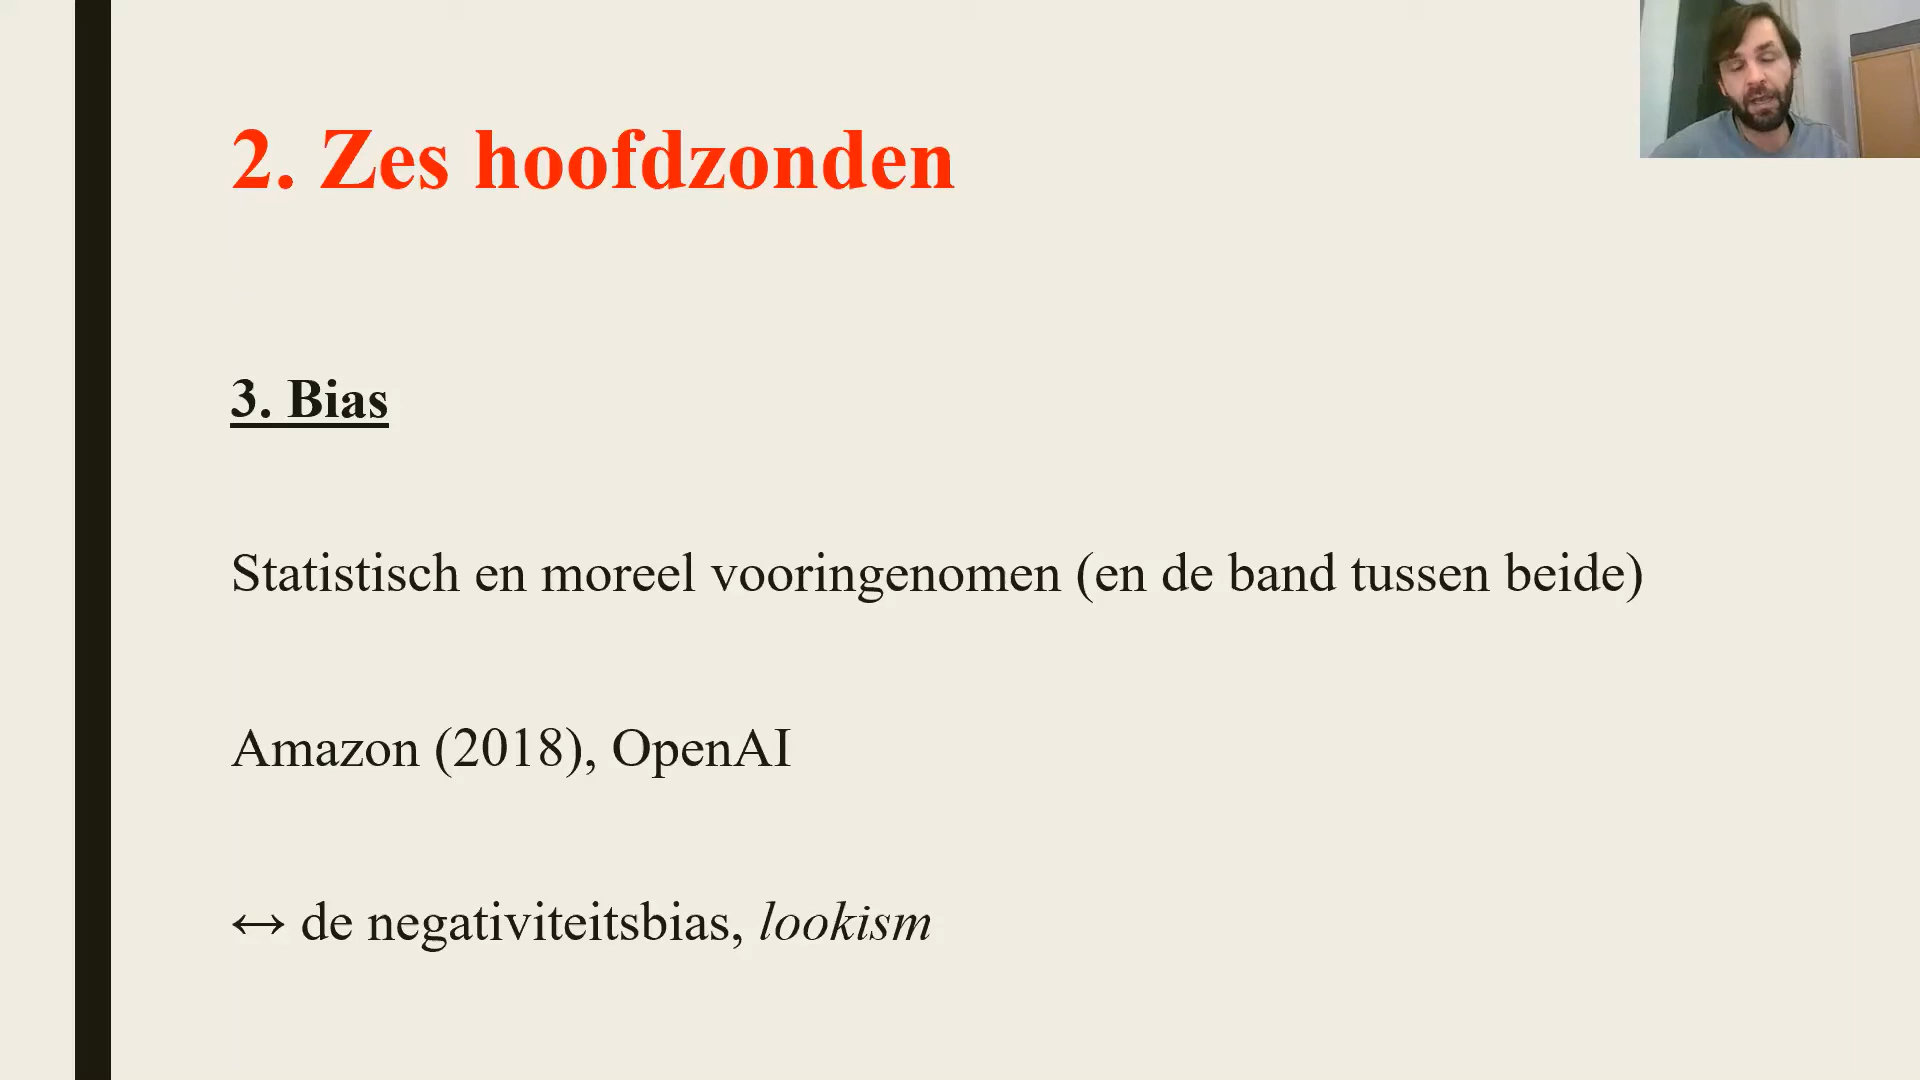 2. Zes hoofdzonden
3. Bias
Statistisch en moreel vooringenomen (en de band tussen beide)
Amazon (2018), OpenAI
↔ de negativiteitsbias, lookism